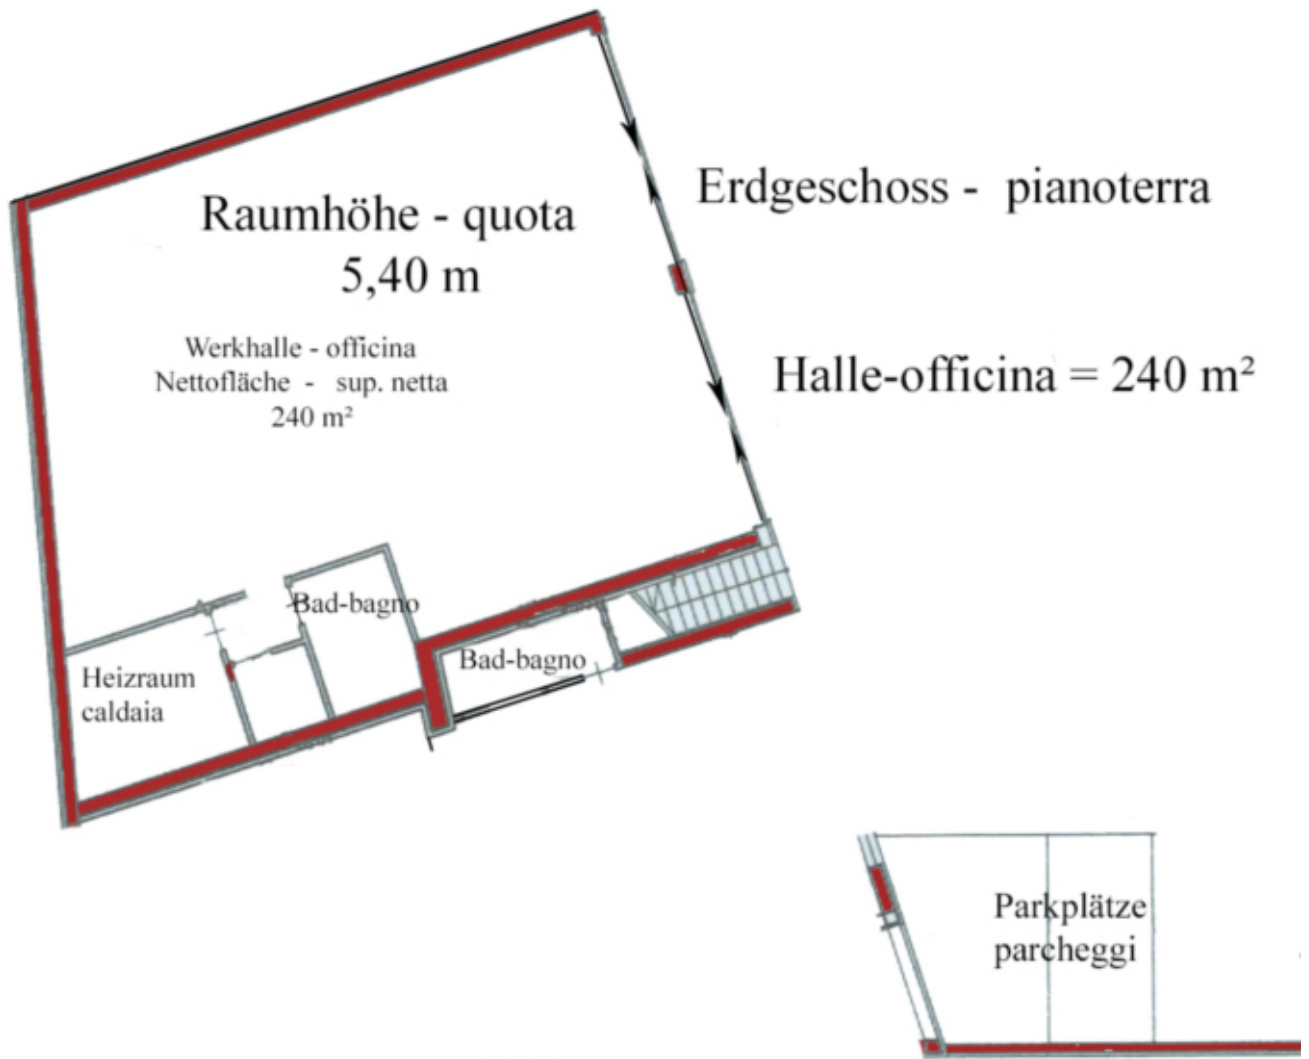 Raumhöhe - quota
5,40 m
Erdgeschoss - pianoterra
Werkhalle - officina
Nettofläche - sup. netta
240 m²
Halle-officina = 240 m²
Bad-bagno
Bad-bagno
Heizraum
caldaia
Parkplätze
parcheggi